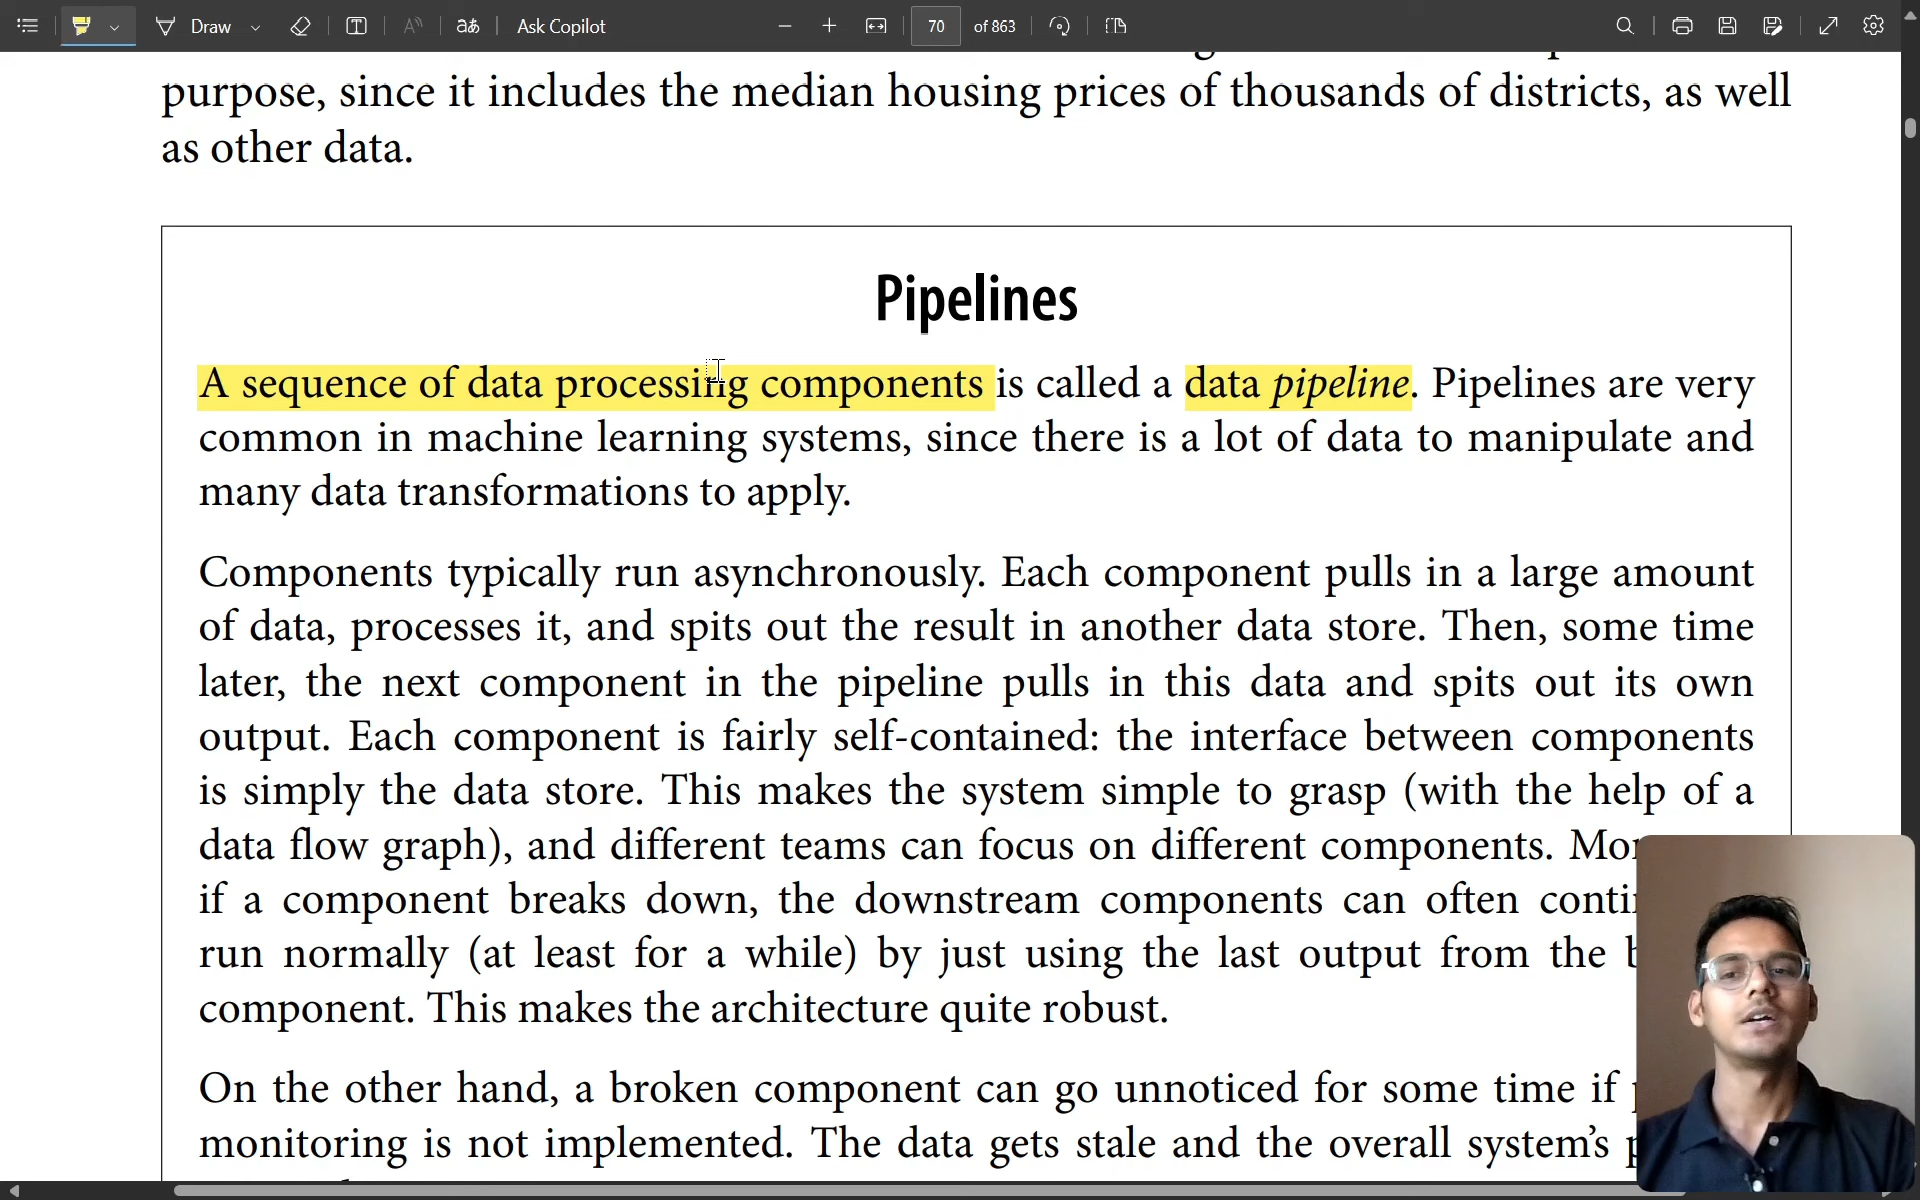 Draw
Ask Copilot
70 of 863
purpose, since it includes the median housing prices of thousands of districts, as well
as other data.
Pipelines
A sequence of data processing components is called a data pipeline. Pipelines are very
common in machine learning systems, since there is a lot of data to manipulate and
many data transformations to apply.
Components typically run asynchronously. Each component pulls in a large amount
of data, processes it, and spits out the result in another data store. Then, some time
later, the next component in the pipeline pulls in this data and spits out its own
output. Each component is fairly self-contained: the interface between components
is simply the data store. This makes the system simple to grasp (with the help of a
data flow graph), and different teams can focus on different components.
if a component breaks down, the downstream components can often
run normally (at least for a while) by just using the last output from the
component. This makes the architecture quite robust.
On the other hand, a broken component can go unnoticed for some time if
monitoring is not implemented. The data gets stale and the overall system's